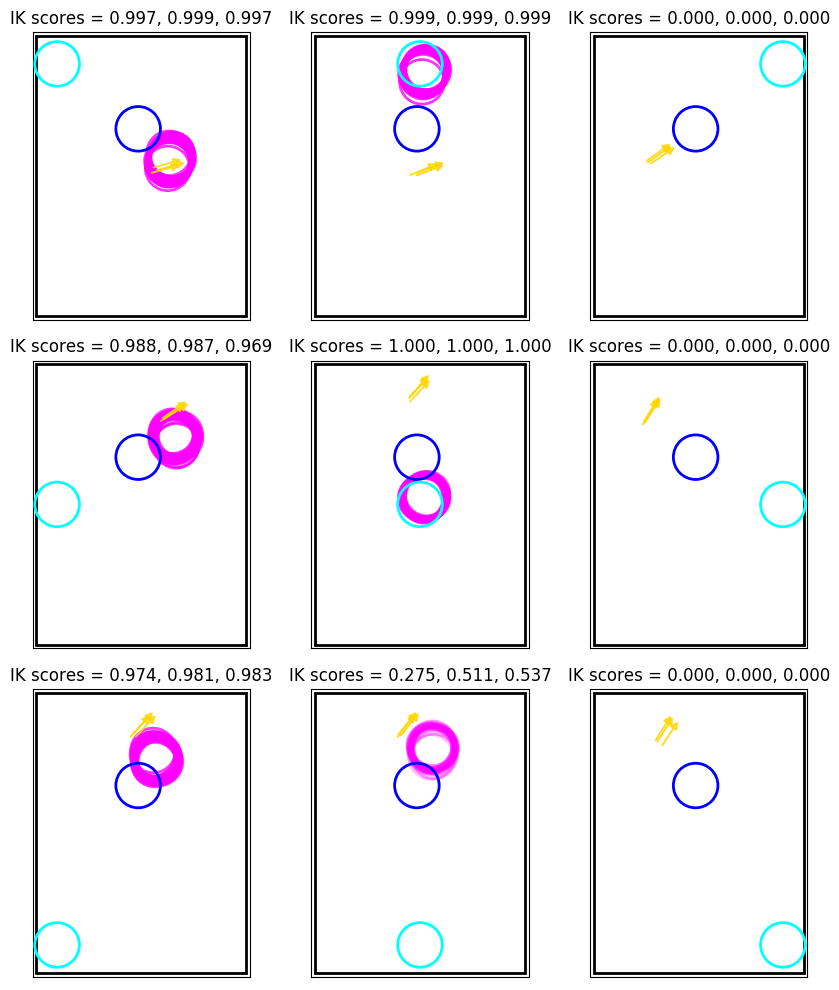 IK scores = 0.997, 0.999, 0.997
IK scores = 0.999, 0.999, 0.999
IK scores = 0.000, 0.000, 0.000
IK scores = 0.988, 0.987, 0.969
IK scores = 1.000, 1.000, 1.000
IK scores = 0.000, 0.000, 0.000
IK scores = 0.974, 0.981, 0.983
IK scores = 0.275, 0.511, 0.537
IK scores = 0.000, 0.000, 0.000